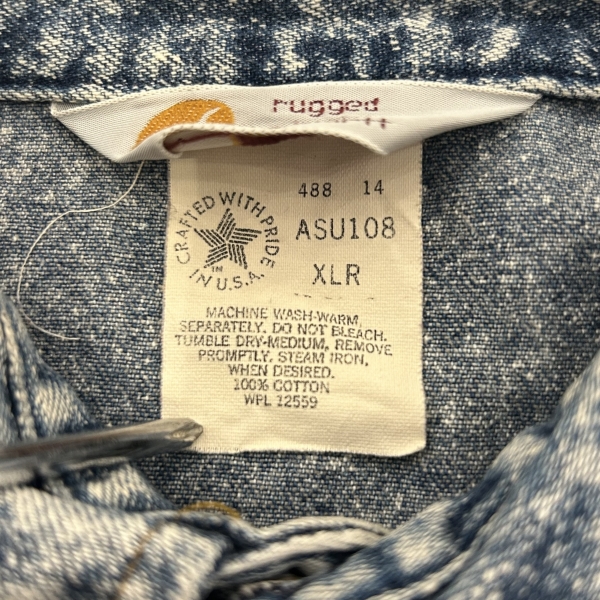 rugged
488 14
ASU108
XLR
CRAFTED WITH PRIDE
IN U.S.A.
TM
MACHINE WASH-WARM,
SEPARATELY. DO NOT BLEACH.
TUMBLE DRY-MEDIUM, REMOVE
PROMPTLY. STEAM IRON,
WHEN DESIRED.
100% COTTON
WPL 12559